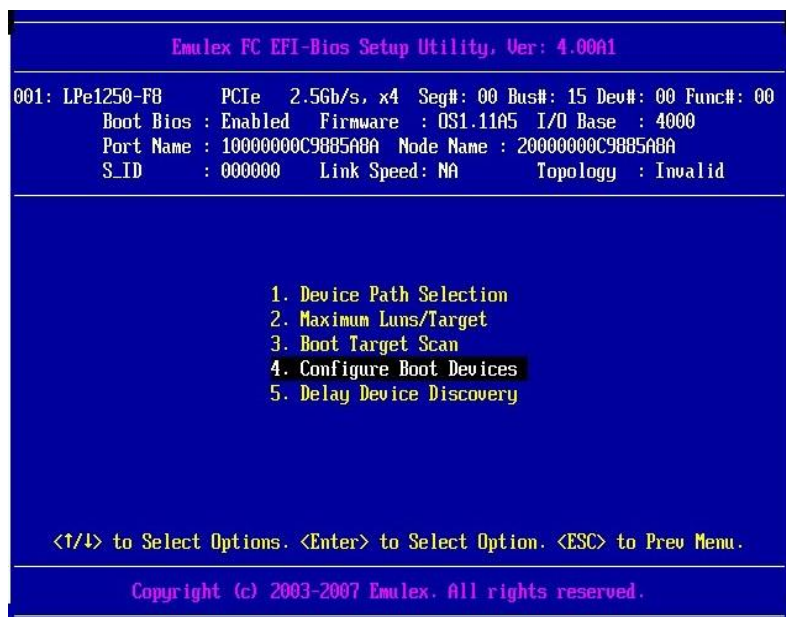 Emulex FC EFI-Bios Setup Utility, Ver: 4.00A1
001: LPe1250-F8 PCIe 2.5Gb/s, x4 Seg#: 00 Bus#: 15 Dev#: 00 Func#: 00
Boot Bios : Enabled Firmware : OS1.11A5 I/O Base : 4000
Port Name : 10000000C9885A8A Node Name : 20000000C9885A8A
S_ID : 000000 Link Speed: NA Topology : Invalid
1. Device Path Selection
2. Maximum Luns/Target
3. Boot Target Scan
4. Configure Boot Devices
5. Delay Device Discovery
<↑/↓> to Select Options. <Enter> to Select Option. <ESC> to Prev Menu.
Copyright (c) 2003-2007 Emulex. All rights reserved.